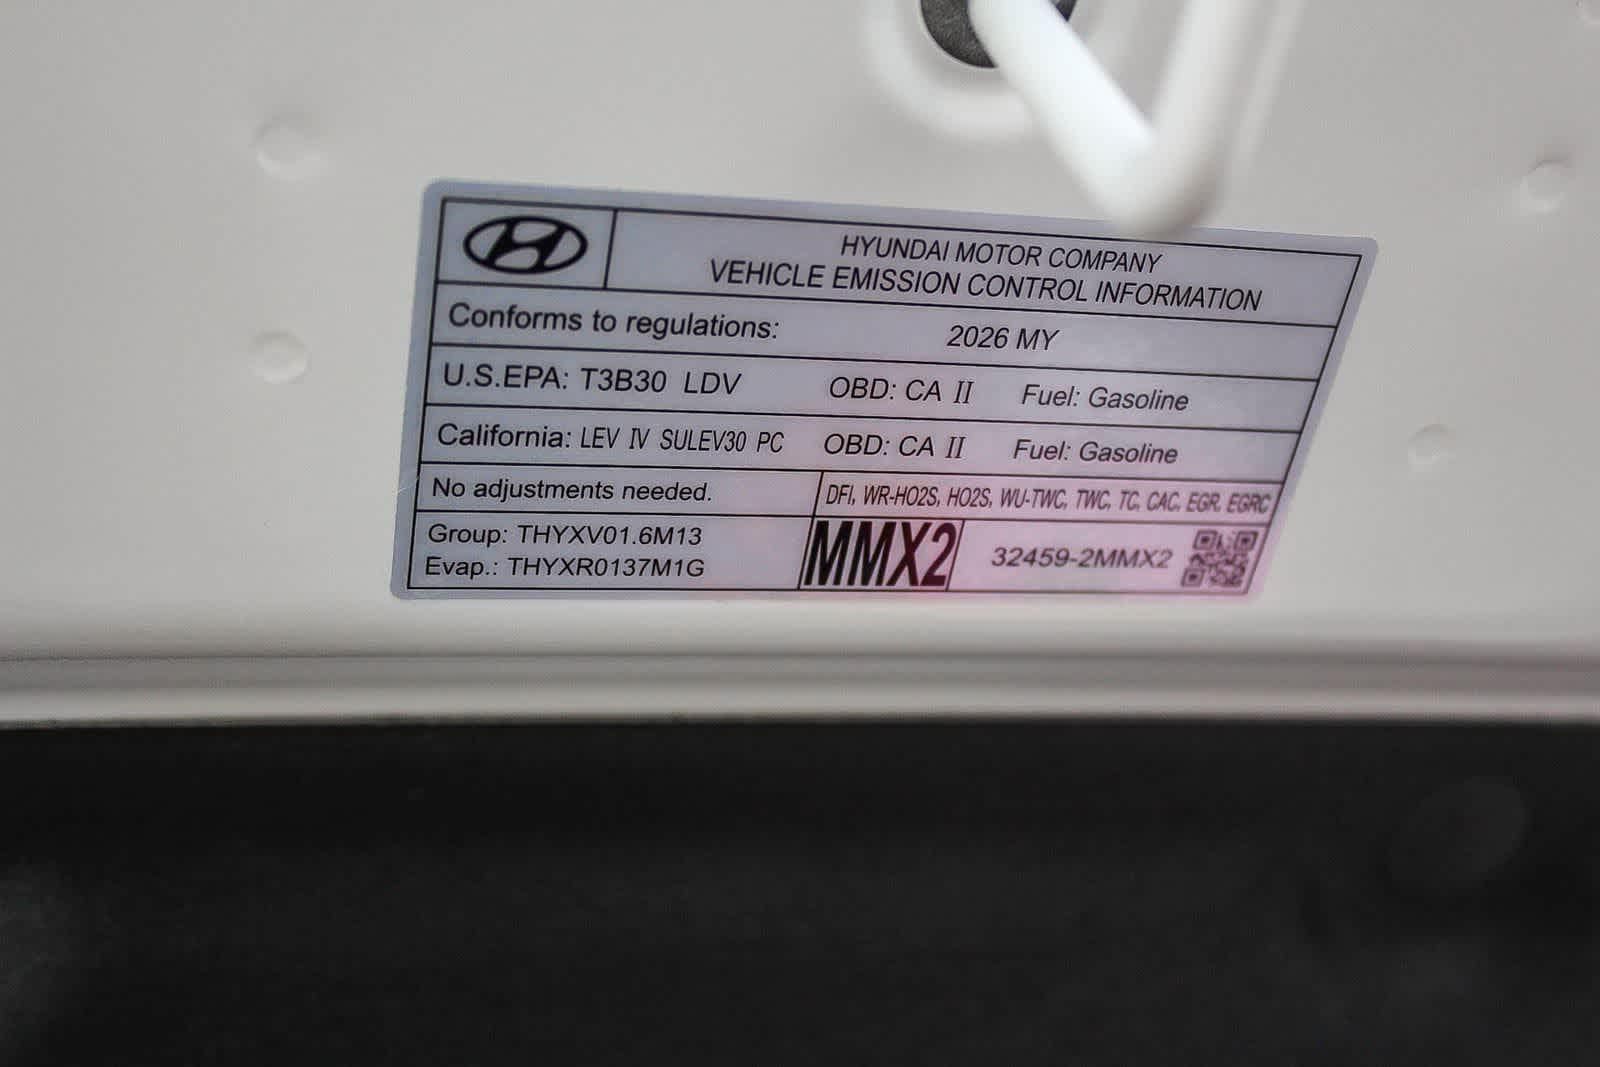 HYUNDAI MOTOR COMPANY
VEHICLE EMISSION CONTROL INFORMATION
Conforms to regulations: 2026 MY
U.S.EPA: T3B30 LDV OBD: CA II Fuel: Gasoline
California: LEV IV SULEV30 PC OBD: CA II Fuel: Gasoline
No adjustments needed. DFI, WR-HO2S, HO2S, WU-TWC, TWC, TC, CAC, EGR, EGRC
Group: THYXV01.6M13
Evap.: THYXR0137M1G
MMX2 32459-2MMX2